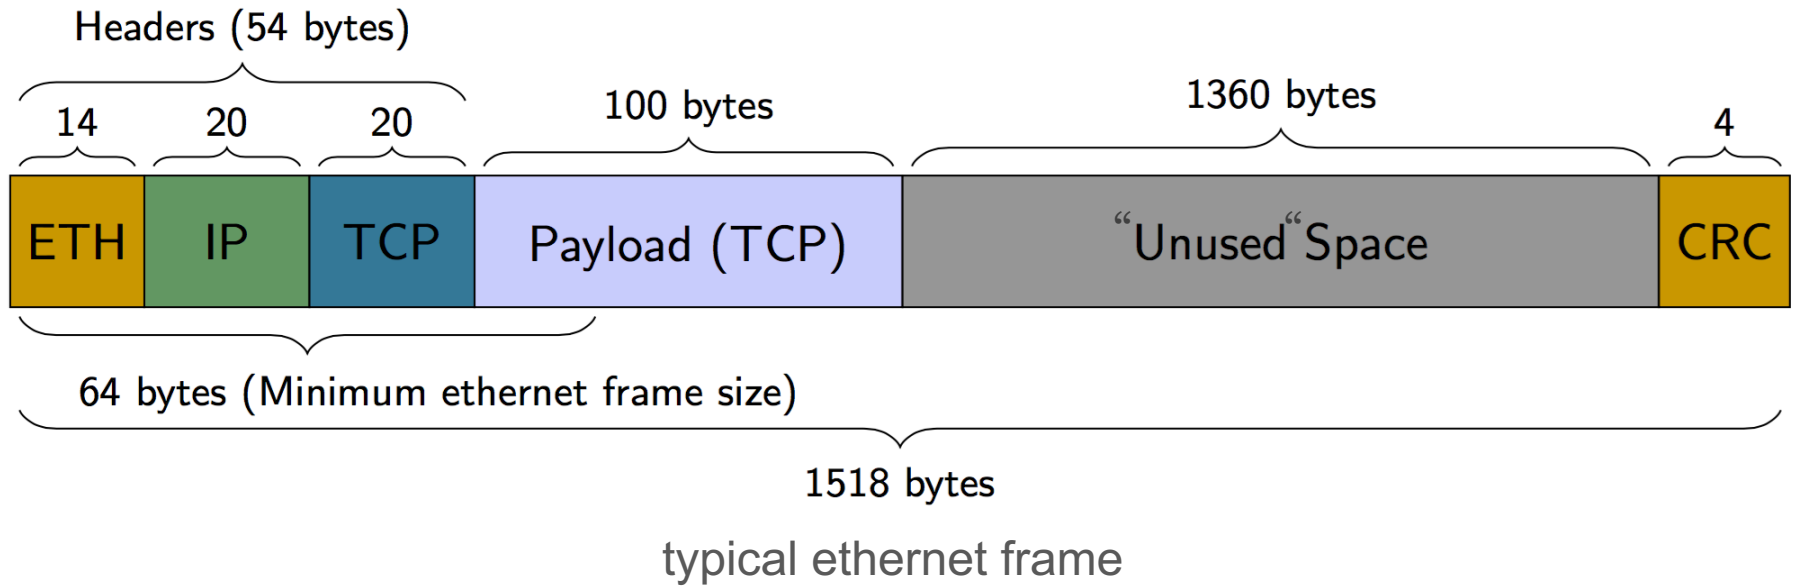 Headers (54 bytes)
14
20
20
100 bytes
1360 bytes
4
ETH
IP
TCP
Payload (TCP)
“Unused“Space
CRC
64 bytes (Minimum ethernet frame size)
1518 bytes
typical ethernet frame